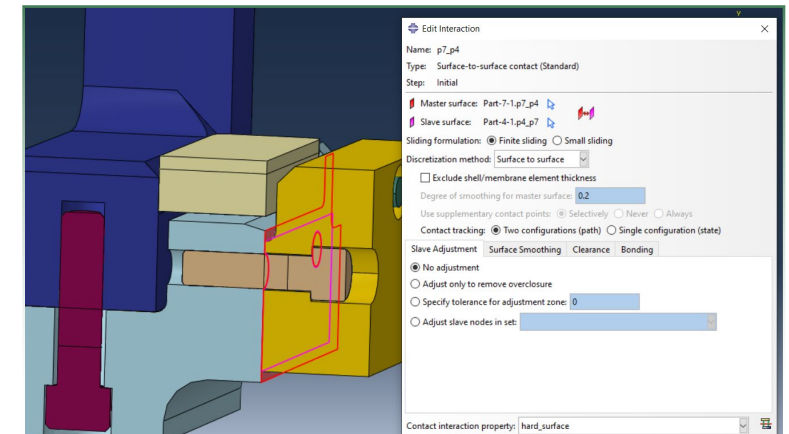 Y
Edit Interaction
Name: p7_p4
Type: Surface-to-surface contact (Standard)
Step: Initial
Master surface: Part-7-1.p7_p4
Slave surface: Part-4-1.p4_p7
Sliding formulation: Finite sliding Small sliding
Discretization method: Surface to surface
Exclude shell/membrane element thickness
Degree of smoothing for master surface: 0.2
Use supplementary contact points: Selectively Never Always
Contact tracking: Two configurations (path) Single configuration (state)
Slave Adjustment Surface Smoothing Clearance Bonding
No adjustment
Adjust only to remove overclosure
Specify tolerance for adjustment zone: 0
Adjust slave nodes in set:
Contact interaction property: hard_surface